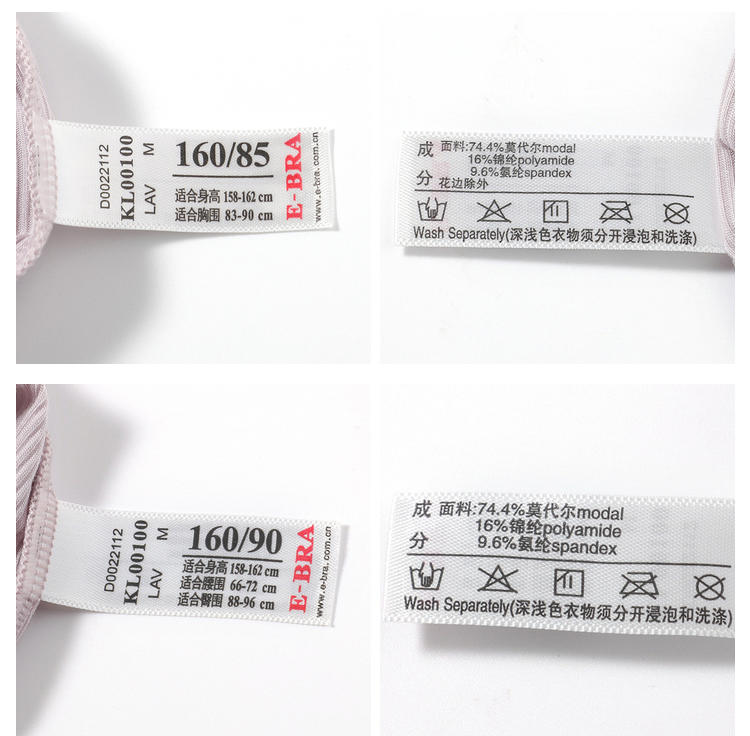 D0022112
KL00100
LAV M
160/85
适合身高 158-162 cm
适合胸围 83-90 cm
E-BRA
www.e-bra.com.cn
成 面料:74.4%莫代尔modal
16%锦纶polyamide
9.6%氨纶spandex
分 花边除外
Wash Separately(深浅色衣物须分开浸泡和洗涤)
D0022112
KL00100
LAV M
160/90
适合身高 158-162 cm
适合腰围 66-72 cm
适合臀围 88-96 cm
E-BRA
www.e-bra.com.cn
成 面料:74.4%莫代尔modal
16%锦纶polyamide
分 9.6%氨纶spandex
Wash Separately(深浅色衣物须分开浸泡和洗涤)